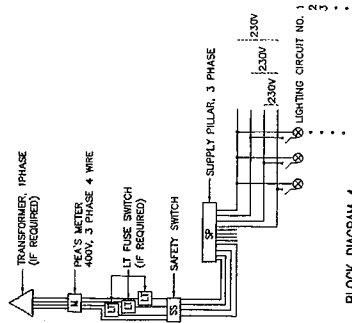 TRANSFORMER, 1PHASE
(IF REQUIRED)
PEA'S METER
400V, 3 PHASE 4 WIRE
M
LT FUSE SWITCH
(IF REQUIRED)
LT
LT
LT
SAFETY SWITCH
SS
SUPPLY PILLAR, 3 PHASE
SP
230V
230V
230V
LIGHTING CIRCUIT NO. 1
2
3
BLOCK DIAGRAM